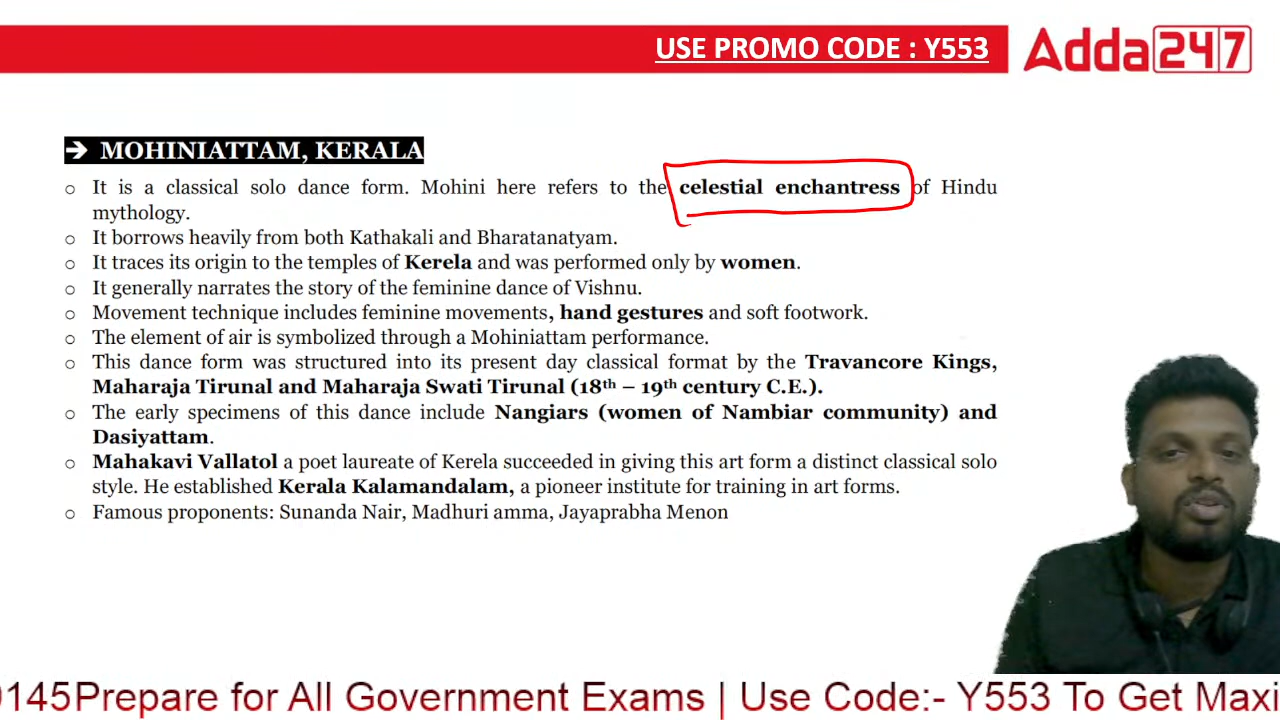 USE PROMO CODE : Y553
Adda247
➔ MOHINIATTAM, KERALA
o It is a classical solo dance form. Mohini here refers to the celestial enchantress of Hindu
mythology.
o It borrows heavily from both Kathakali and Bharatanatyam.
o It traces its origin to the temples of Kerela and was performed only by women.
o It generally narrates the story of the feminine dance of Vishnu.
o Movement technique includes feminine movements, hand gestures and soft footwork.
o The element of air is symbolized through a Mohiniattam performance.
o This dance form was structured into its present day classical format by the Travancore Kings,
Maharaja Tirunal and Maharaja Swati Tirunal (18th – 19th century C.E.).
o The early specimens of this dance include Nangiars (women of Nambiar community) and
Dasiyattam.
o Mahakavi Vallatol a poet laureate of Kerela succeeded in giving this art form a distinct classical solo
style. He established Kerala Kalamandalam, a pioneer institute for training in art forms.
o Famous proponents: Sunanda Nair, Madhuri amma, Jayaprabha Menon
0145Prepare for All Government Exams | Use Code:- Y553 To Get Maxi